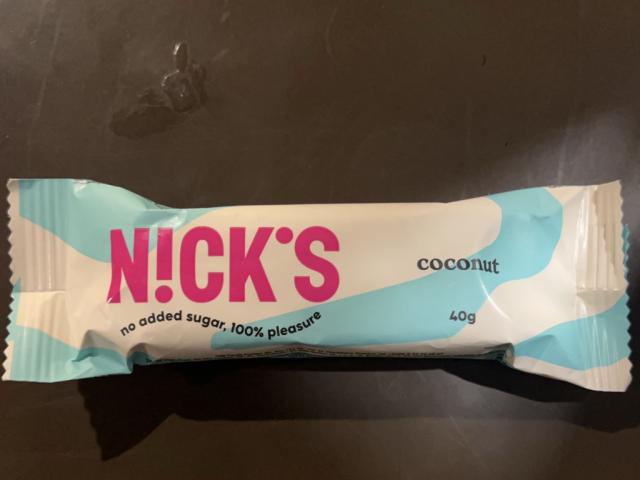 N!CK'S
no added sugar, 100% pleasure
coconut
40g